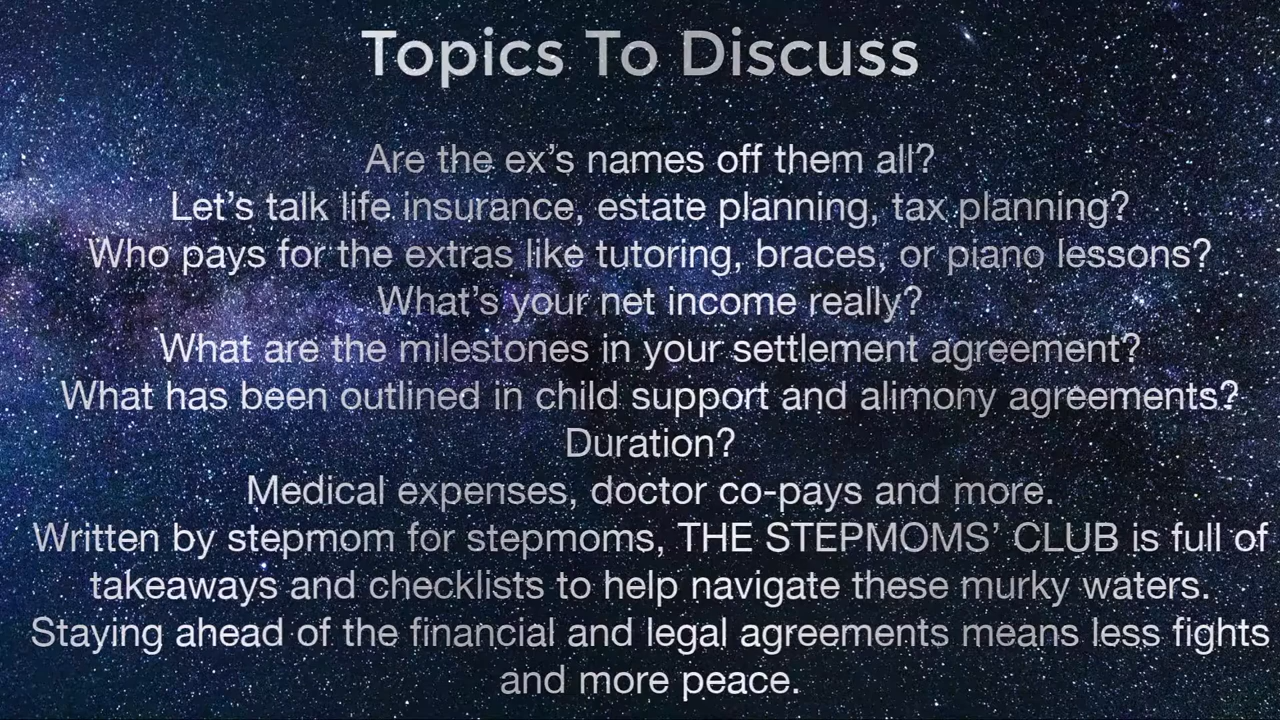 Topics To Discuss
Are the ex’s names off them all?
Let’s talk life insurance, estate planning, tax planning?
Who pays for the extras like tutoring, braces, or piano lessons?
What’s your net income really?
What are the milestones in your settlement agreement?
What has been outlined in child support and alimony agreements?
Duration?
Medical expenses, doctor co-pays and more.
Written by stepmom for stepmoms, THE STEPMOMS’ CLUB is full of
takeaways and checklists to help navigate these murky waters.
Staying ahead of the financial and legal agreements means less fights
and more peace.